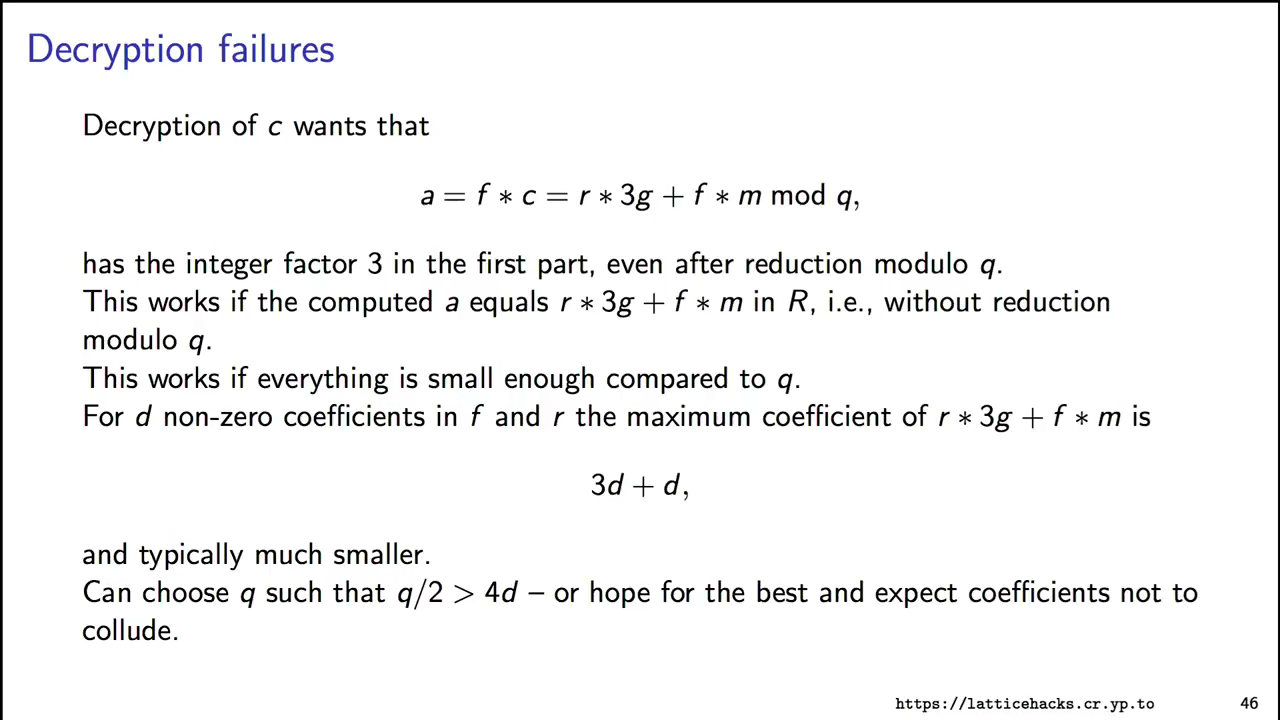 Decryption failures
Decryption of c wants that
a = f ∗ c = r ∗ 3g + f ∗ m mod q,
has the integer factor 3 in the first part, even after reduction modulo q.
This works if the computed a equals r ∗ 3g + f ∗ m in R, i.e., without reduction
modulo q.
This works if everything is small enough compared to q.
For d non-zero coefficients in f and r the maximum coefficient of r ∗ 3g + f ∗ m is
3d + d,
and typically much smaller.
Can choose q such that q/2 > 4d – or hope for the best and expect coefficients not to
collude.
https://latticehacks.cr.yp.to 46